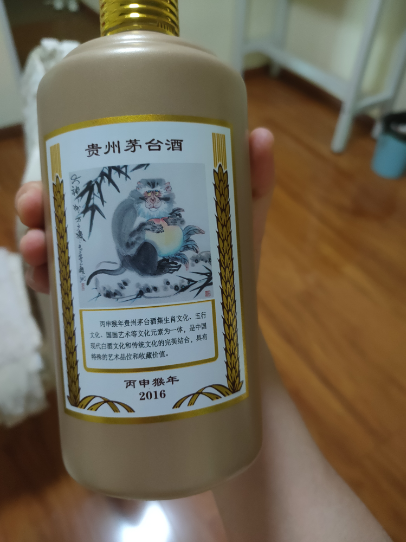 贵州茅台酒
丙申猴年贵州茅台酒集生肖文化、五行
文化、国画艺术等文化元素为一体，是中国
现代白酒文化和传统文化的完美结合，具有
特殊的艺术品位和收藏价值。
丙申猴年
2016